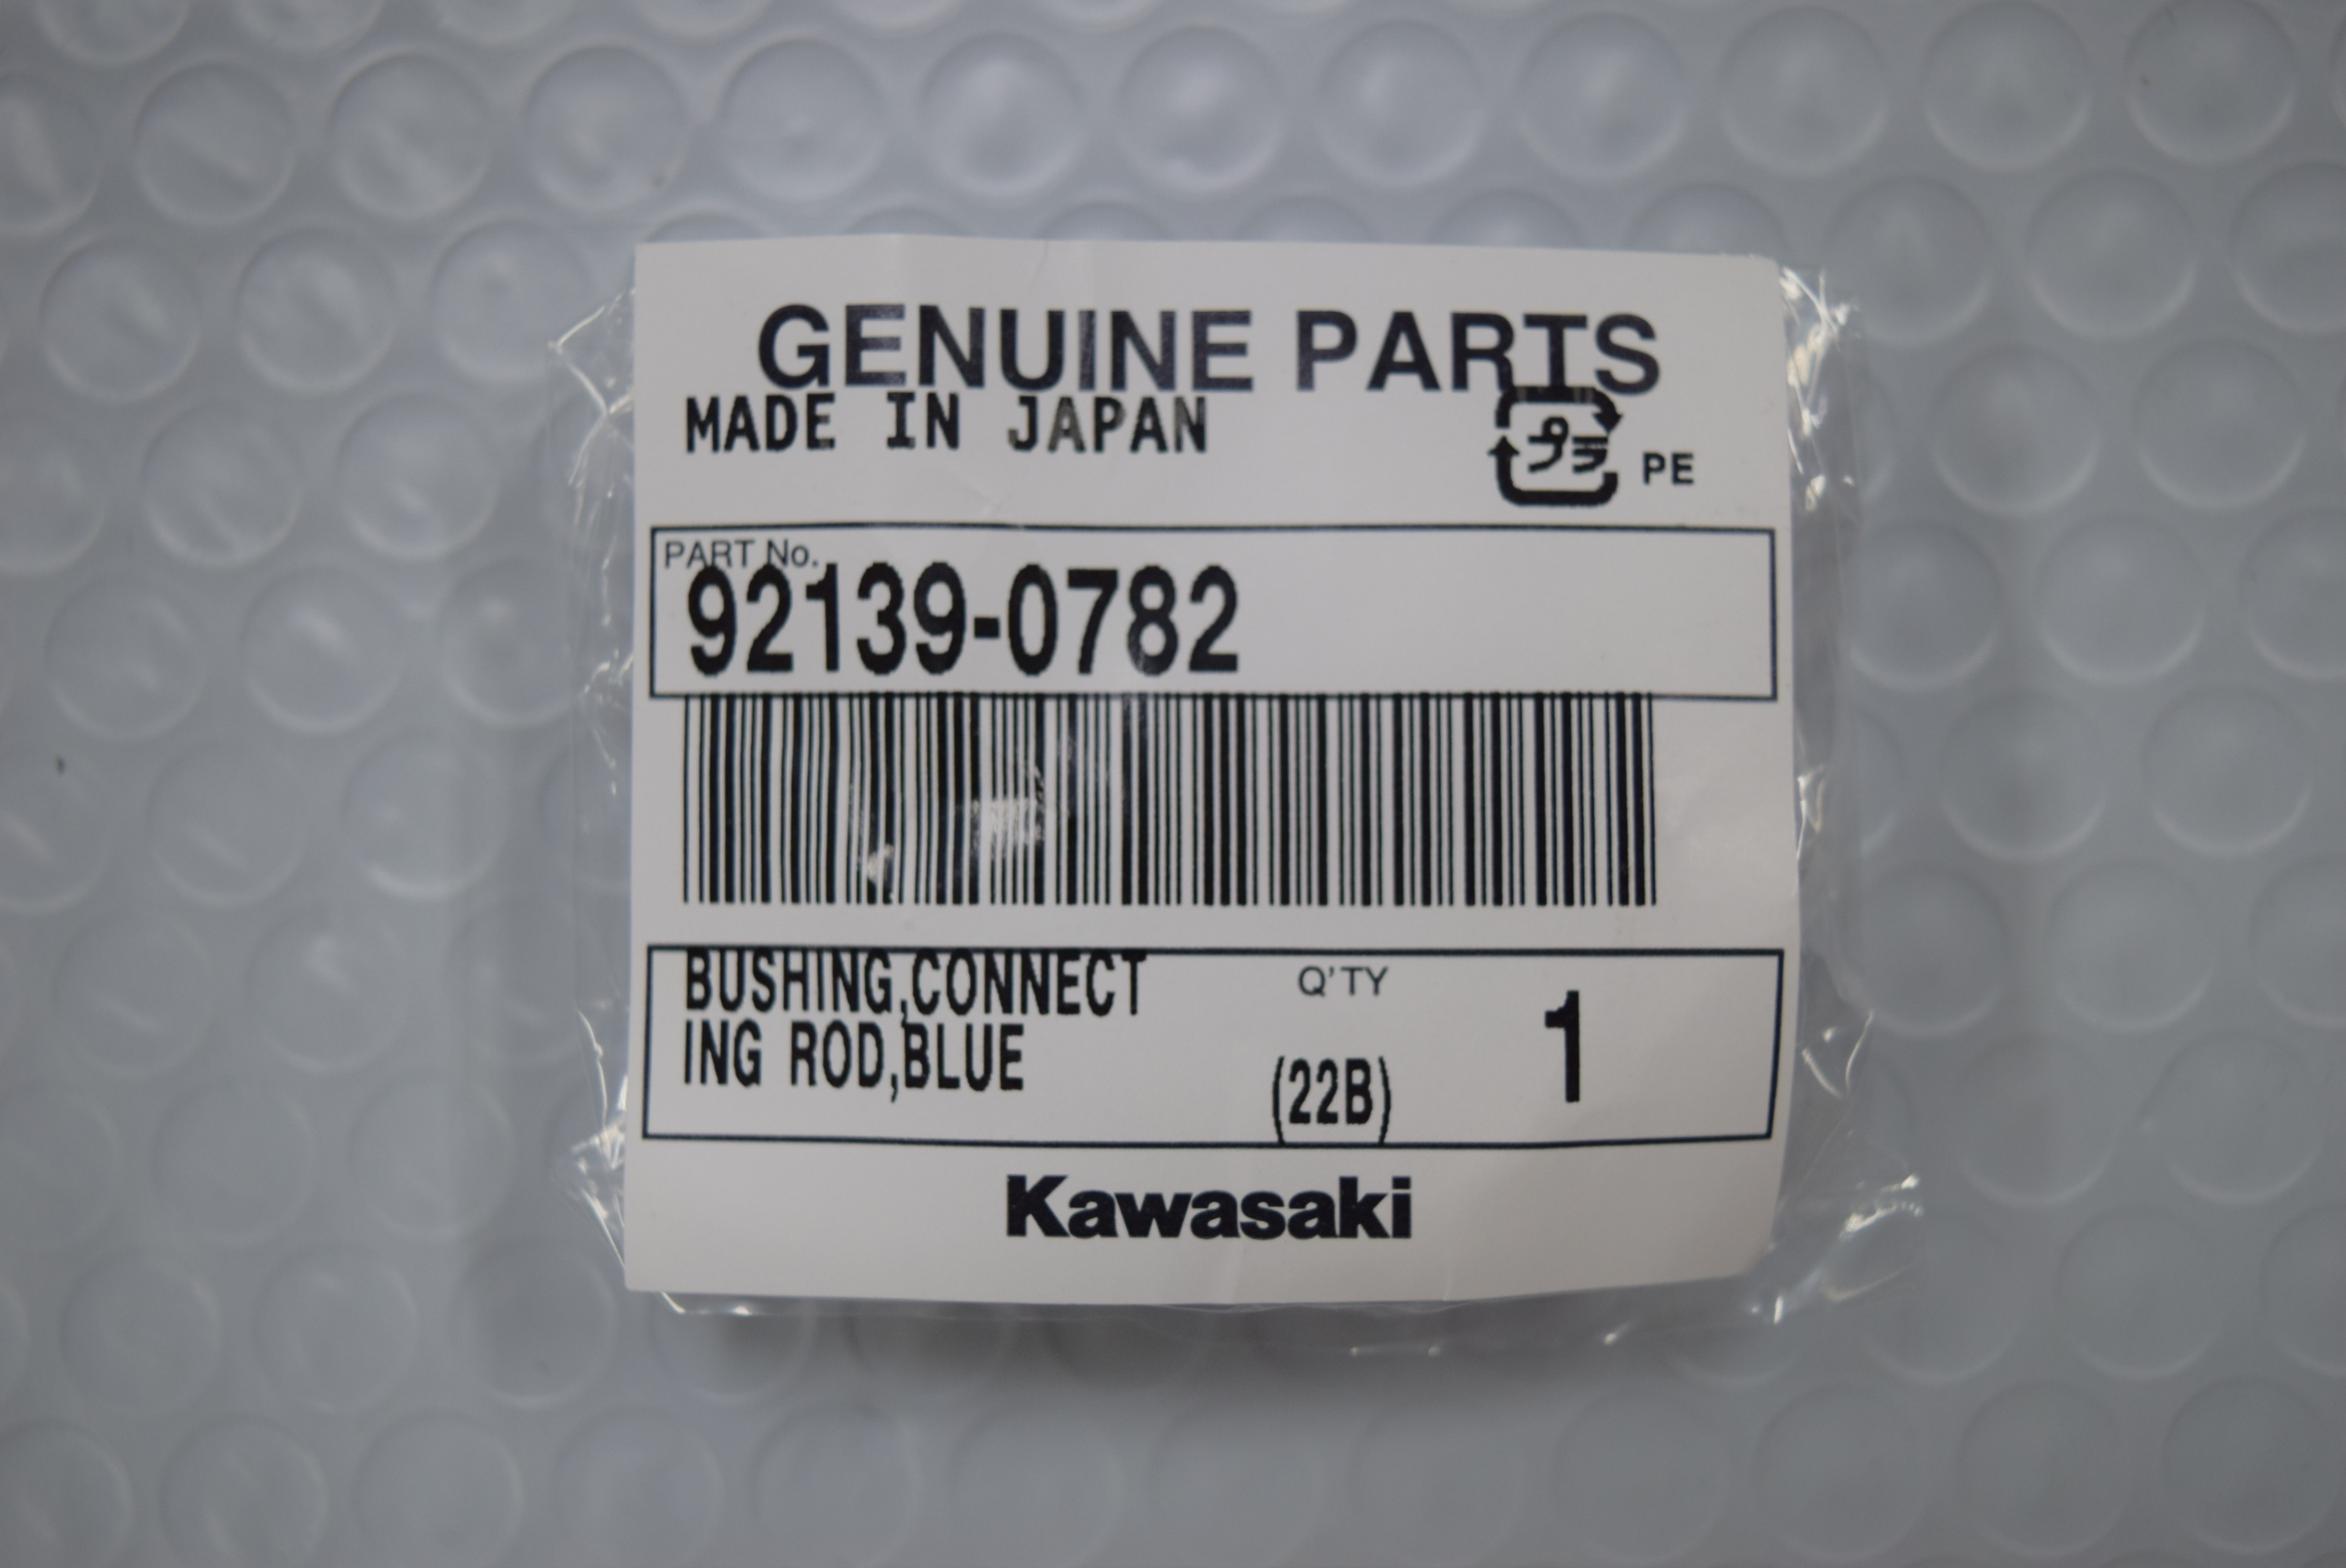 GENUINE PARTS
MADE IN JAPAN
プラ PE
PART No.
92139-0782
BUSHING,CONNECT
ING ROD,BLUE
Q'TY
(22B)
1
Kawasaki